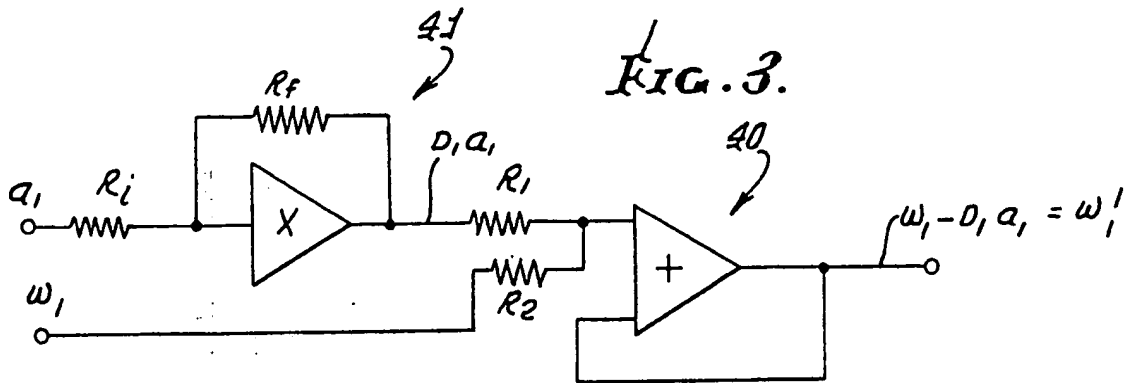 41
FIG. 3.
Rf
40
D₁a₁
a₁
Ri
R₁
X
ω₁-D₁a₁ = ω₁'
+
R2
ω₁